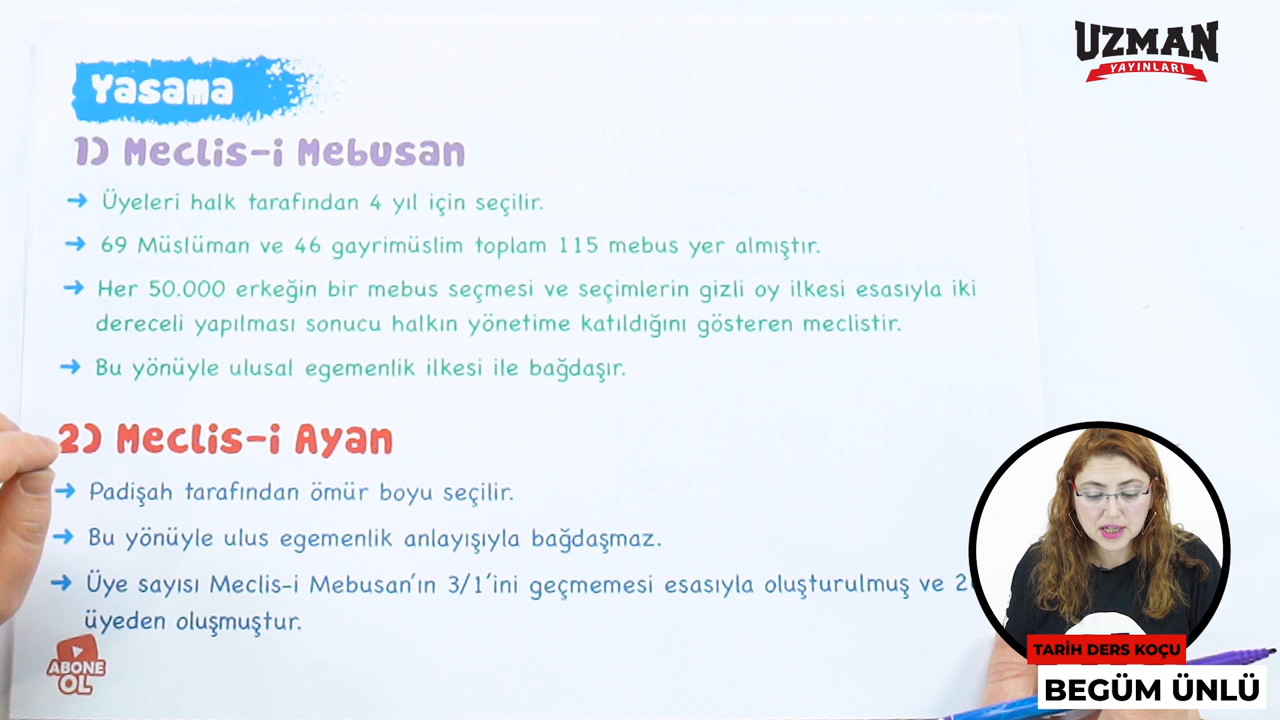 UZMAN
YAYINLARI
Yasama
1) Meclis-i Mebusan
→ Üyeleri halk tarafından 4 yıl için seçilir.
→ 69 Müslüman ve 46 gayrimüslim toplam 115 mebus yer almıştır.
→ Her 50.000 erkeğin bir mebus seçmesi ve seçimlerin gizli oy ilkesi esasıyla iki
dereceli yapılması sonucu halkın yönetime katıldığını gösteren meclistir.
→ Bu yönüyle ulusal egemenlik ilkesi ile bağdaşır.
2) Meclis-i Ayan
→ Padişah tarafından ömür boyu seçilir.
→ Bu yönüyle ulus egemenlik anlayışıyla bağdaşmaz.
→ Üye sayısı Meclis-i Mebusan'ın 3/1'ini geçmemesi esasıyla oluşturulmuş ve
üyeden oluşmuştur.
ABONE
OL
TARİH DERS KOÇU
BEGÜM ÜNLÜ